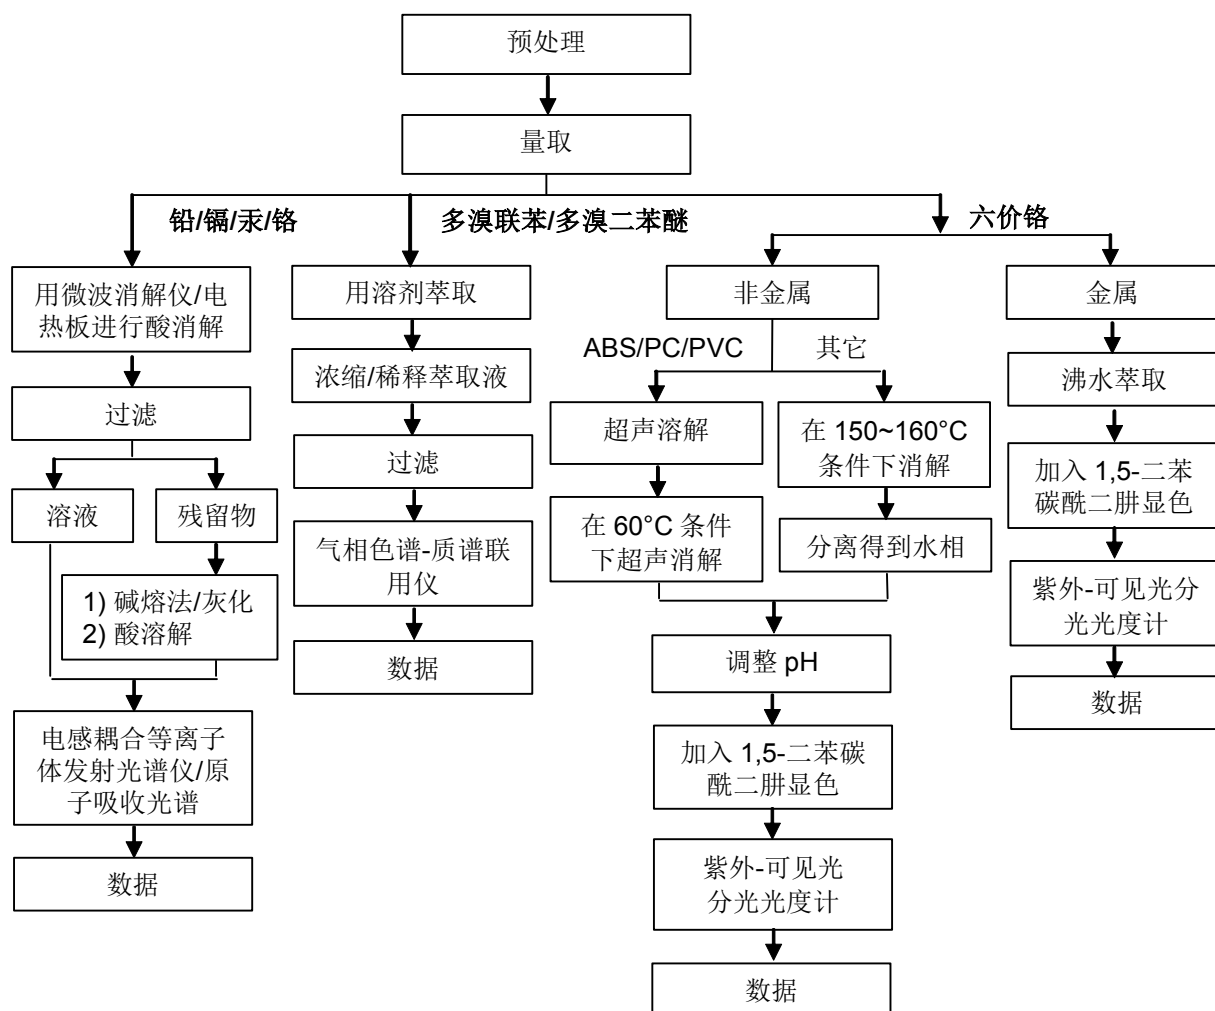 预处理
量取
铅/镉/汞/铬
多溴联苯/多溴二苯醚
六价铬
用微波消解仪/电
热板进行酸消解
过滤
溶液
残留物
1) 碱熔法/灰化
2) 酸溶解
电感耦合等离子
体发射光谱仪/原
子吸收光谱
数据
用溶剂萃取
浓缩/稀释萃取液
过滤
气相色谱-质谱联
用仪
数据
非金属
ABS/PC/PVC
其它
超声溶解
在 60°C 条件
下超声消解
在 150~160°C
条件下消解
分离得到水相
调整 pH
加入 1,5-二苯碳
酰二肼显色
紫外-可见光
分光光度计
数据
金属
沸水萃取
加入 1,5-二苯
碳酰二肼显色
紫外-可见光分
光光度计
数据